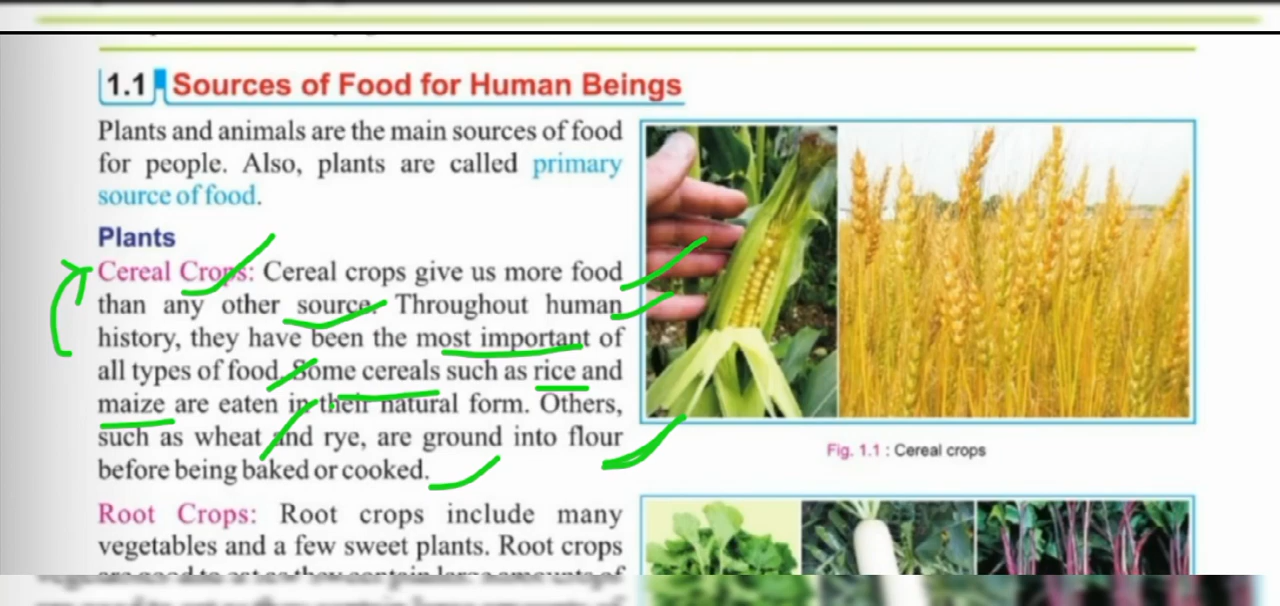 1.1 Sources of Food for Human Beings
Plants and animals are the main sources of food
for people. Also, plants are called primary
source of food.
Plants
Cereal Crops: Cereal crops give us more food
than any other source. Throughout human
history, they have been the most important of
all types of food. Some cereals such as rice and
maize are eaten in their natural form. Others,
such as wheat and rye, are ground into flour
before being baked or cooked.
Fig. 1.1 : Cereal crops
Root Crops: Root crops include many
vegetables and a few sweet plants. Root crops